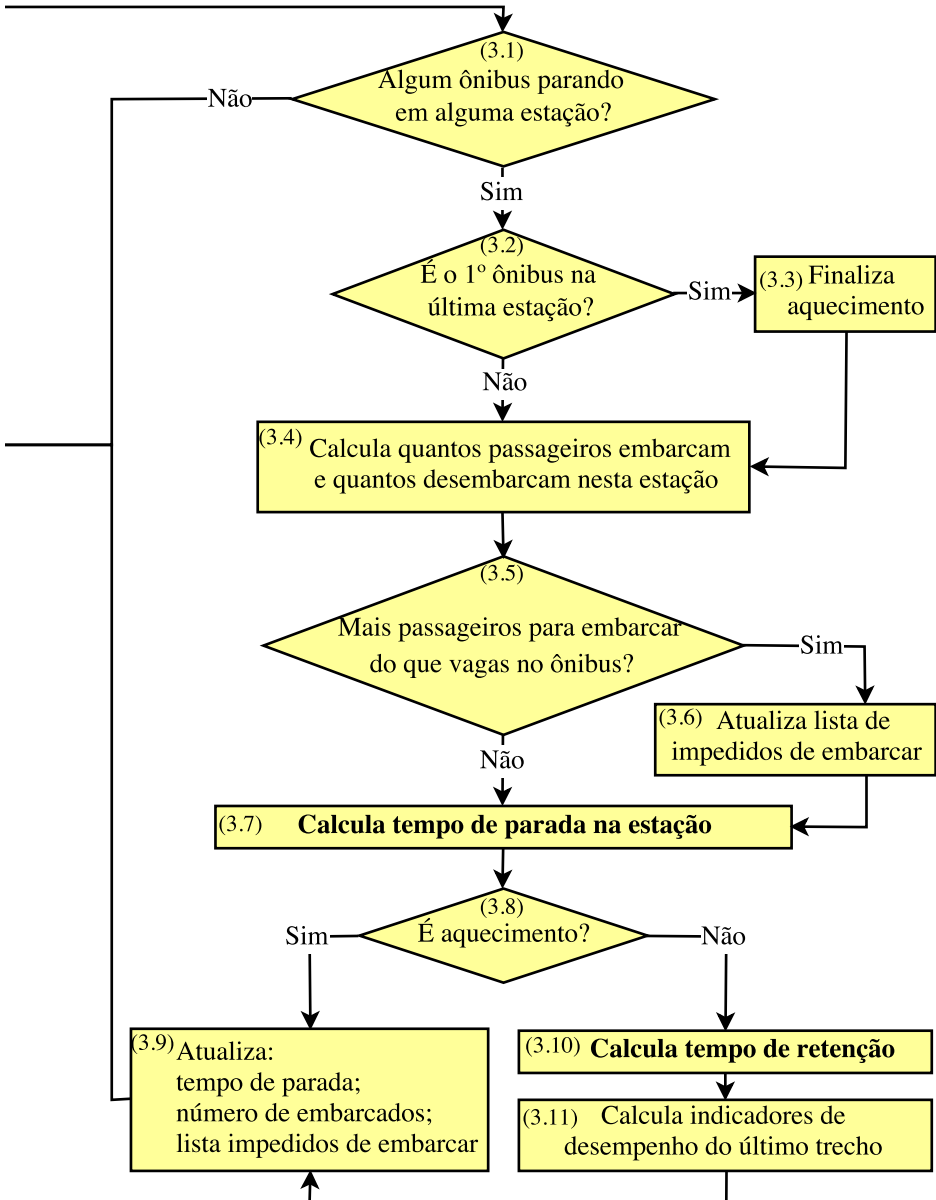 (3.1)
Algum ônibus parando
em alguma estação?
Não
Sim
(3.2)
É o 1º ônibus na
última estação?
Sim
(3.3) Finaliza
aquecimento
Não
(3.4) Calcula quantos passageiros embarcam
e quantos desembarcam nesta estação
(3.5)
Mais passageiros para embarcar
do que vagas no ônibus?
Sim
(3.6) Atualiza lista de
impedidos de embarcar
Não
(3.7) Calcula tempo de parada na estação
(3.8)
É aquecimento?
Sim
Não
(3.9) Atualiza:
tempo de parada;
número de embarcados;
lista impedidos de embarcar
(3.10) Calcula tempo de retenção
(3.11) Calcula indicadores de
desempenho do último trecho